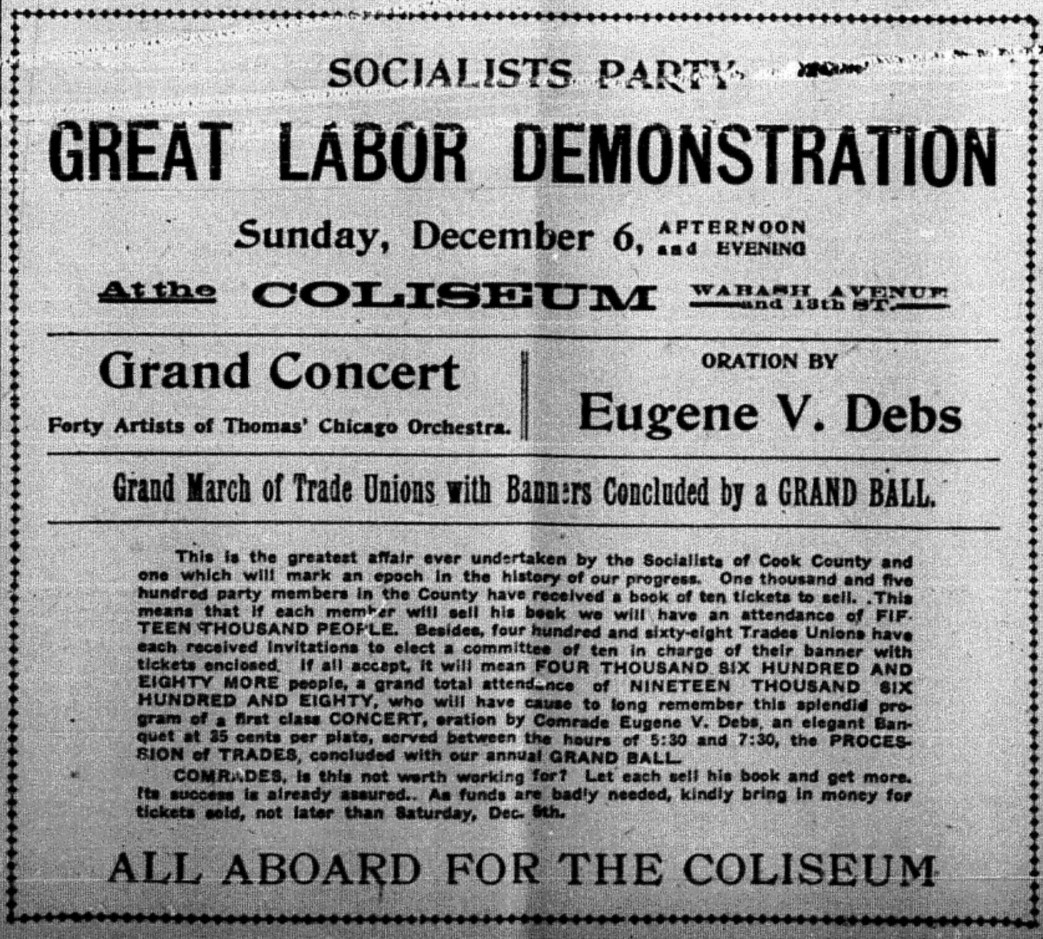 SOCIALISTS PARTY
GREAT LABOR DEMONSTRATION
Sunday, December 6, AFTERNOON and EVENING
At the COLISEUM WABASH AVENUE and 13th ST.
Grand Concert
Forty Artists of Thomas' Chicago Orchestra.
ORATION BY
Eugene V. Debs
Grand March of Trade Unions with Banners Concluded by a GRAND BALL.
This is the greatest affair ever undertaken by the Socialists of Cook County and
one which will mark an epoch in the history of our progress. One thousand and five
hundred party members in the County have received a book of ten tickets to sell. This
means that if each member will sell his book we will have an attendance of FIF-
TEEN THOUSAND PEOPLE. Besides, four hundred and sixty-eight Trades Unions have
each received invitations to elect a committee of ten in charge of their banner with
tickets enclosed. If all accept, it will mean FOUR THOUSAND SIX HUNDRED AND
EIGHTY MORE people, a grand total attendance of NINETEEN THOUSAND SIX
HUNDRED AND EIGHTY, who will have cause to long remember this splendid pro-
gram of a first class CONCERT, oration by Comrade Eugene V. Debs, an elegant Ban-
quet at 35 cents per plate, served between the hours of 5:30 and 7:30, the PROCES-
SION of TRADES, concluded with our annual GRAND BALL.
COMRADES, is this not worth working for? Let each sell his book and get more.
Its success is already assured.. As funds are badly needed, kindly bring in money for
tickets sold, not later than Saturday, Dec. 5th.
ALL ABOARD FOR THE COLISEUM